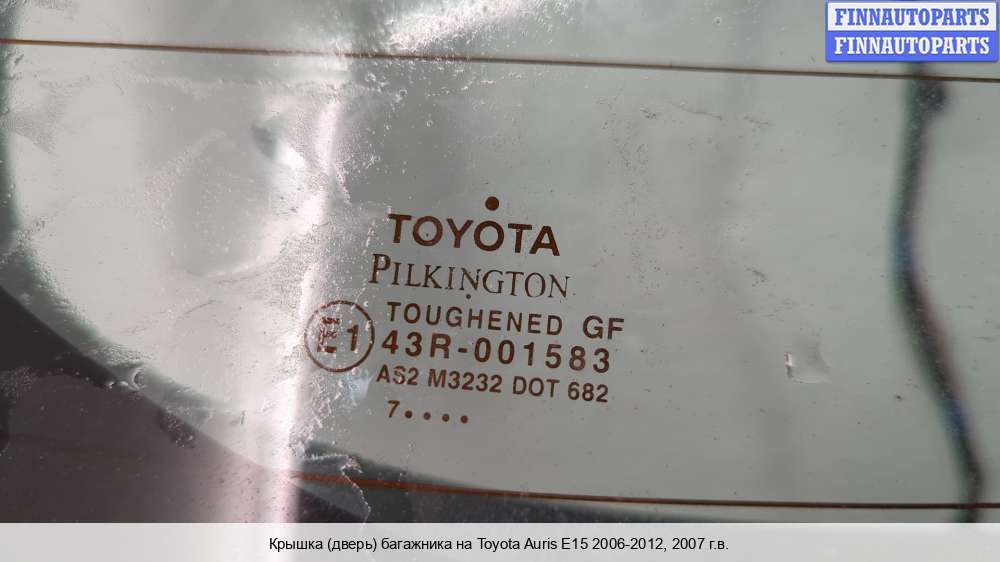 FINNAUTOPARTS
FINNAUTOPARTS
TOYOTA
PILKINGTON
TOUGHENED GF
E1 43R-001583
AS2 M3232 DOT 682
7....
Крышка (дверь) багажника на Toyota Auris E15 2006-2012, 2007 г.в.